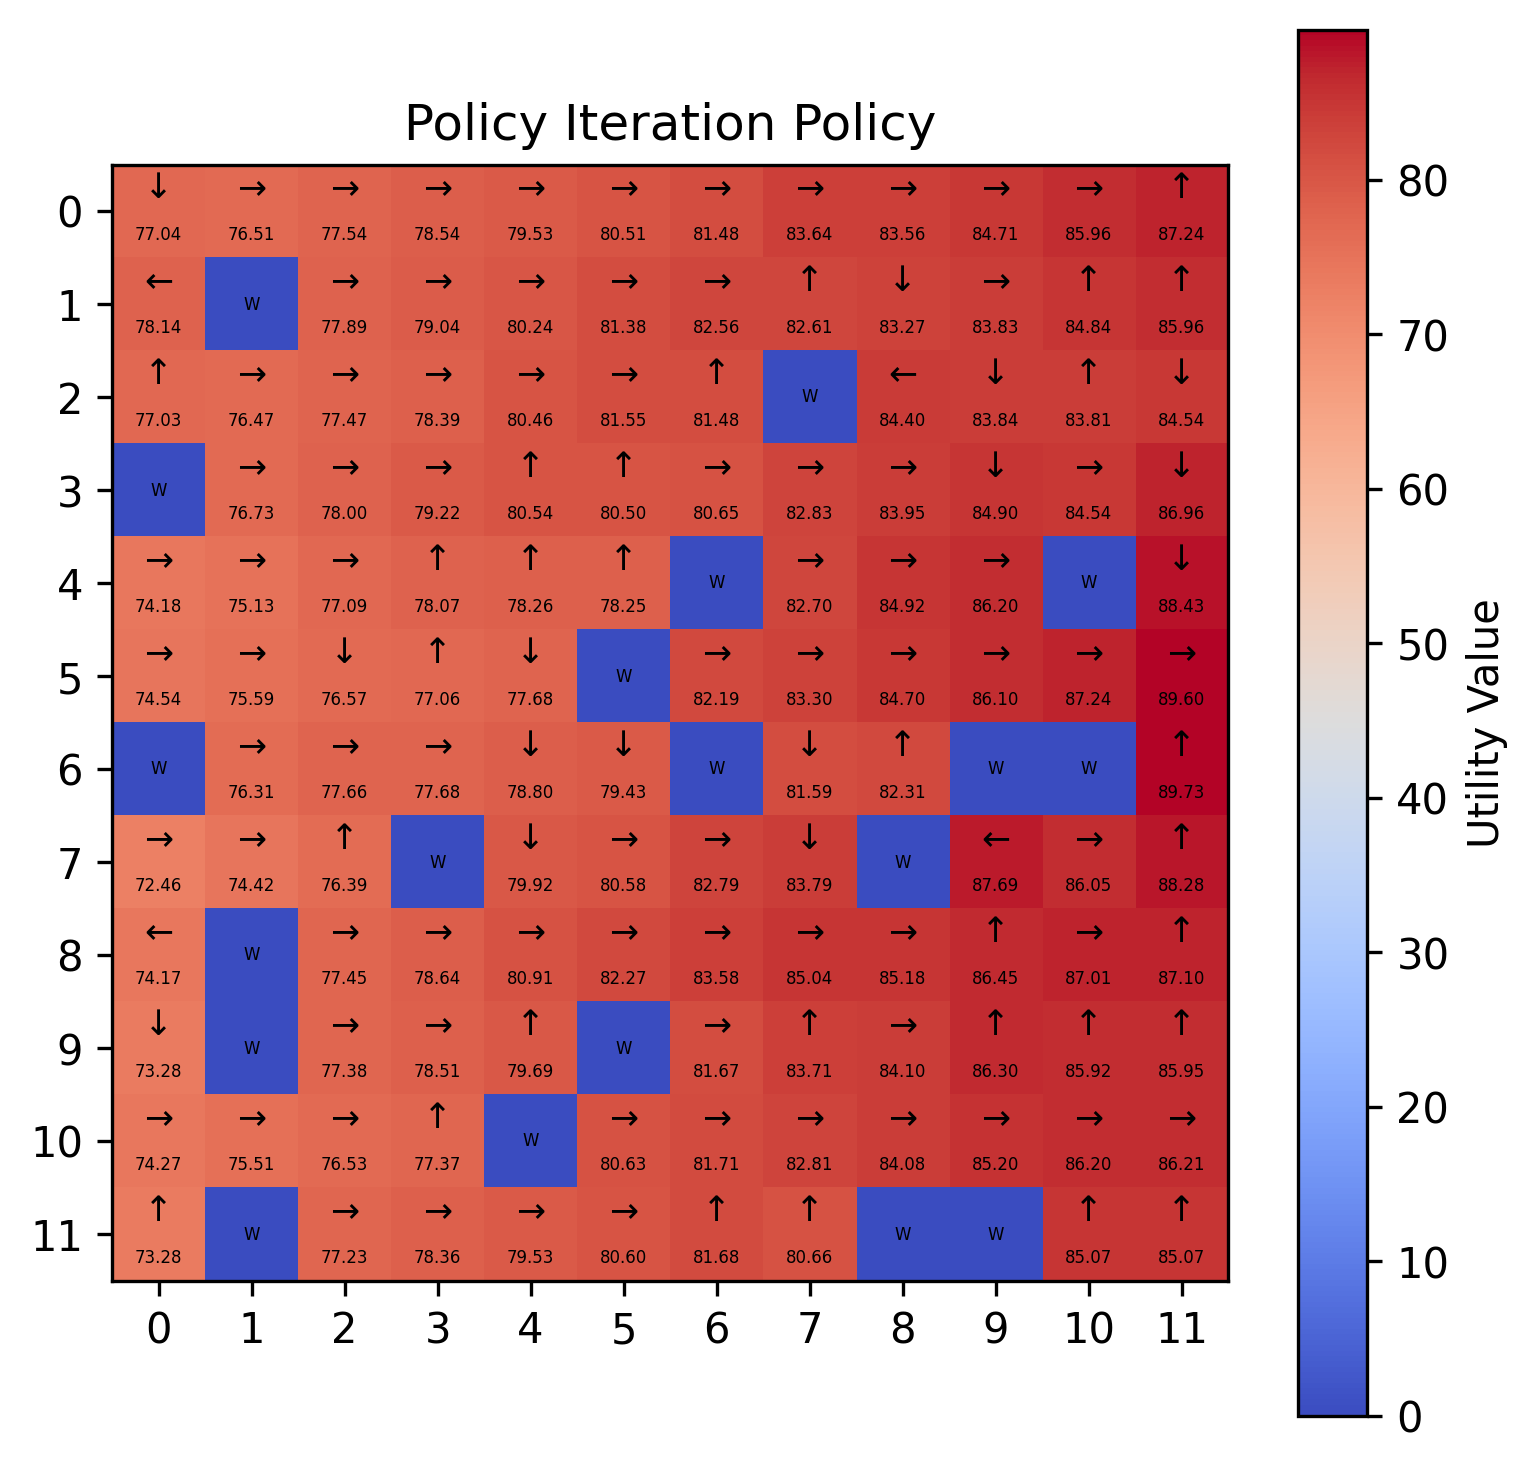 Policy Iteration Policy
0 ↓ → → → → → → → → → → ↑
77.04 76.51 77.54 78.54 79.53 80.51 81.48 83.64 83.56 84.71 85.96 87.24
1 ← W → → → → → ↑ ↓ → ↑ ↑
78.14 77.89 79.04 80.24 81.38 82.56 82.61 83.27 83.83 84.84 85.96
2 ↑ → → → → → ↑ W ← ↓ ↑ ↓
77.03 76.47 77.47 78.39 80.46 81.55 81.48 84.40 83.84 83.81 84.54
3 W → → → ↑ ↑ → → → ↓ → ↓
76.73 78.00 79.22 80.54 80.50 80.65 82.83 83.95 84.90 84.54 86.96
4 → → → ↑ ↑ ↑ W → → → W ↓
74.18 75.13 77.09 78.07 78.26 78.25 82.70 84.92 86.20 88.43
5 → → ↓ ↑ ↓ W → → → → → →
74.54 75.59 76.57 77.06 77.68 82.19 83.30 84.70 86.10 87.24 89.60
6 W → → → ↓ ↓ W ↓ ↑ W W ↑
76.31 77.66 77.68 78.80 79.43 81.59 82.31 89.73
7 → → ↑ W ↓ → → ↓ W ← → ↑
72.46 74.42 76.39 79.92 80.58 82.79 83.79 87.69 86.05 88.28
8 ← W → → → → → → → ↑ → ↑
74.17 77.45 78.64 80.91 82.27 83.58 85.04 85.18 86.45 87.01 87.10
9 ↓ W → → ↑ W → ↑ → ↑ ↑ ↑
73.28 77.38 78.51 79.69 81.67 83.71 84.10 86.30 85.92 85.95
10 → → → ↑ W → → → → → → →
74.27 75.51 76.53 77.37 80.63 81.71 82.81 84.08 85.20 86.20 86.21
11 ↑ W → → → → ↑ ↑ W W ↑ ↑
73.28 77.23 78.36 79.53 80.60 81.68 80.66 85.07 85.07
0 1 2 3 4 5 6 7 8 9 10 11
80
70
60
50
40
30
20
10
0
Utility Value